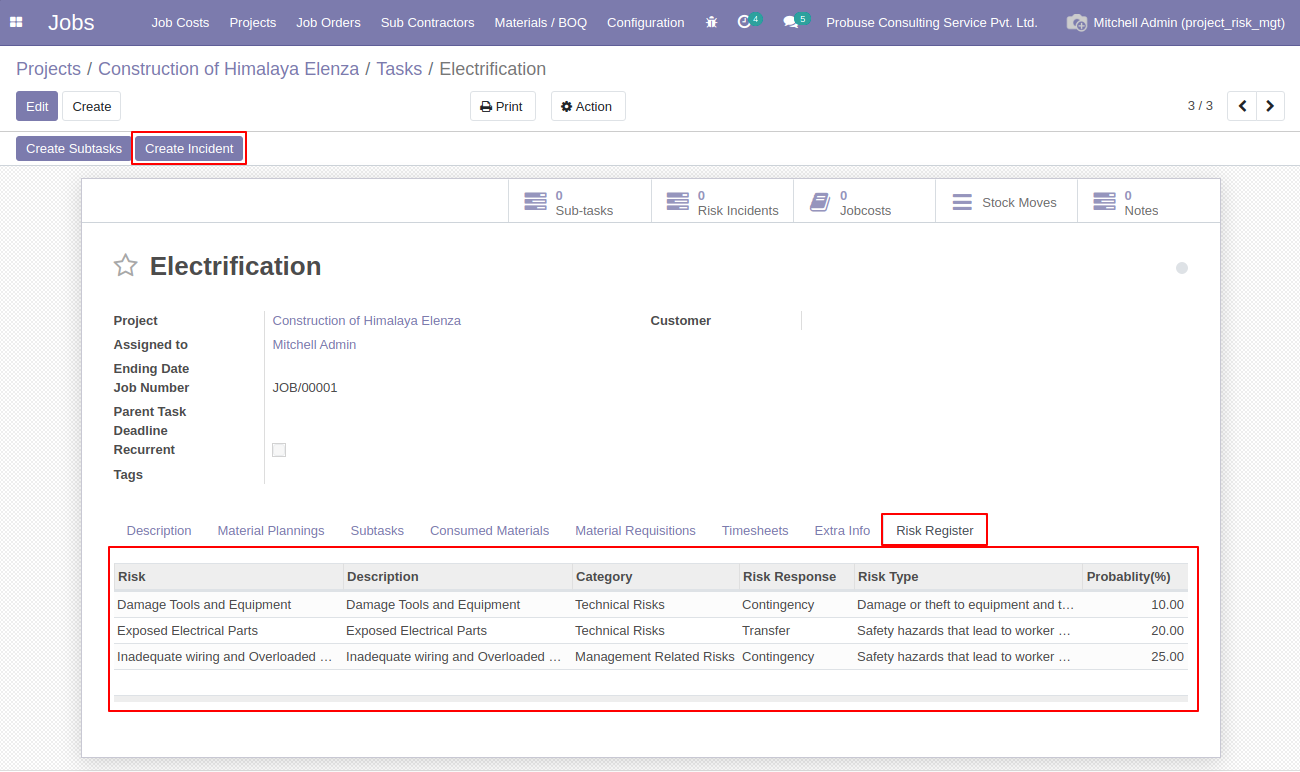 Jobs Job Costs Projects Job Orders Sub Contractors Materials / BOQ Configuration 4 5 Probuse Consulting Service Pvt. Ltd. Mitchell Admin (project_risk_mgt)
Projects / Construction of Himalaya Elenza / Tasks / Electrification
Edit Create Print Action 3 / 3
Create Subtasks Create Incident
0 Sub-tasks
0 Risk Incidents
0 Jobcosts
Stock Moves
0 Notes
Electrification
Project Construction of Himalaya Elenza Customer
Assigned to Mitchell Admin
Ending Date
Job Number JOB/00001
Parent Task
Deadline
Recurrent
Tags
Description Material Plannings Subtasks Consumed Materials Material Requisitions Timesheets Extra Info Risk Register
Risk Description Category Risk Response Risk Type Probablity(%)
Damage Tools and Equipment Damage Tools and Equipment Technical Risks Contingency Damage or theft to equipment and t… 10.00
Exposed Electrical Parts Exposed Electrical Parts Technical Risks Transfer Safety hazards that lead to worker … 20.00
Inadequate wiring and Overloaded … Inadequate wiring and Overloaded … Management Related Risks Contingency Safety hazards that lead to worker … 25.00